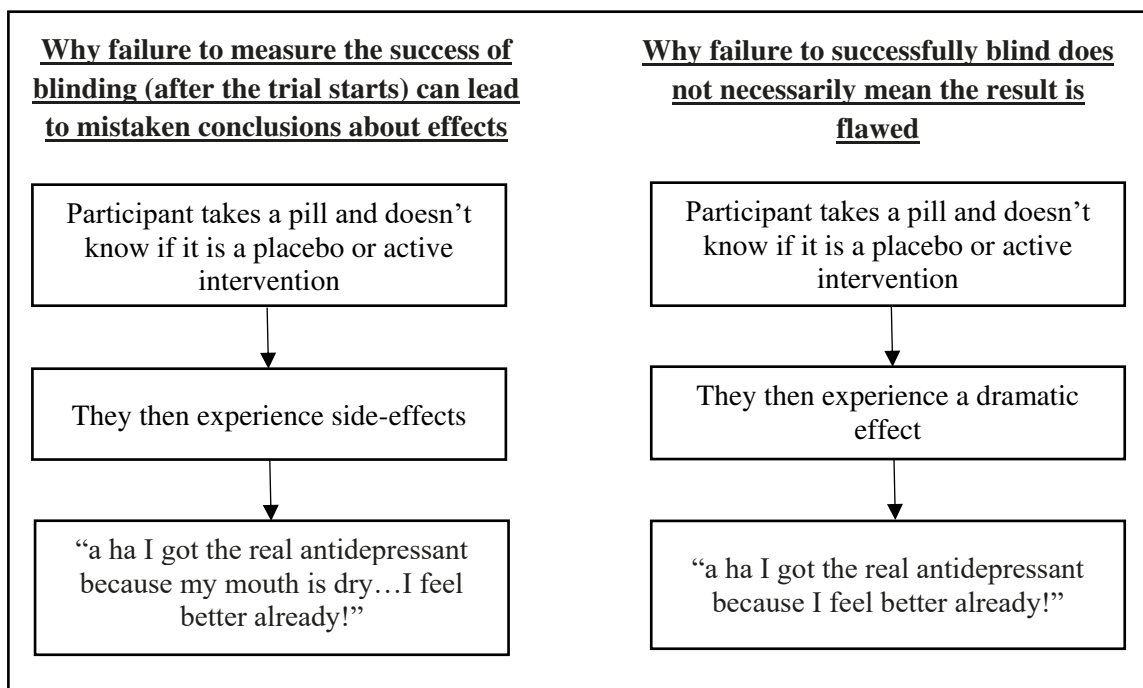 Why failure to measure the success of
blinding (after the trial starts) can lead
to mistaken conclusions about effects
Participant takes a pill and doesn’t
know if it is a placebo or active
intervention
They then experience side-effects
“a ha I got the real antidepressant
because my mouth is dry…I feel
better already!”
Why failure to successfully blind does
not necessarily mean the result is
flawed
Participant takes a pill and doesn’t
know if it is a placebo or active
intervention
They then experience a dramatic
effect
“a ha I got the real antidepressant
because I feel better already!”